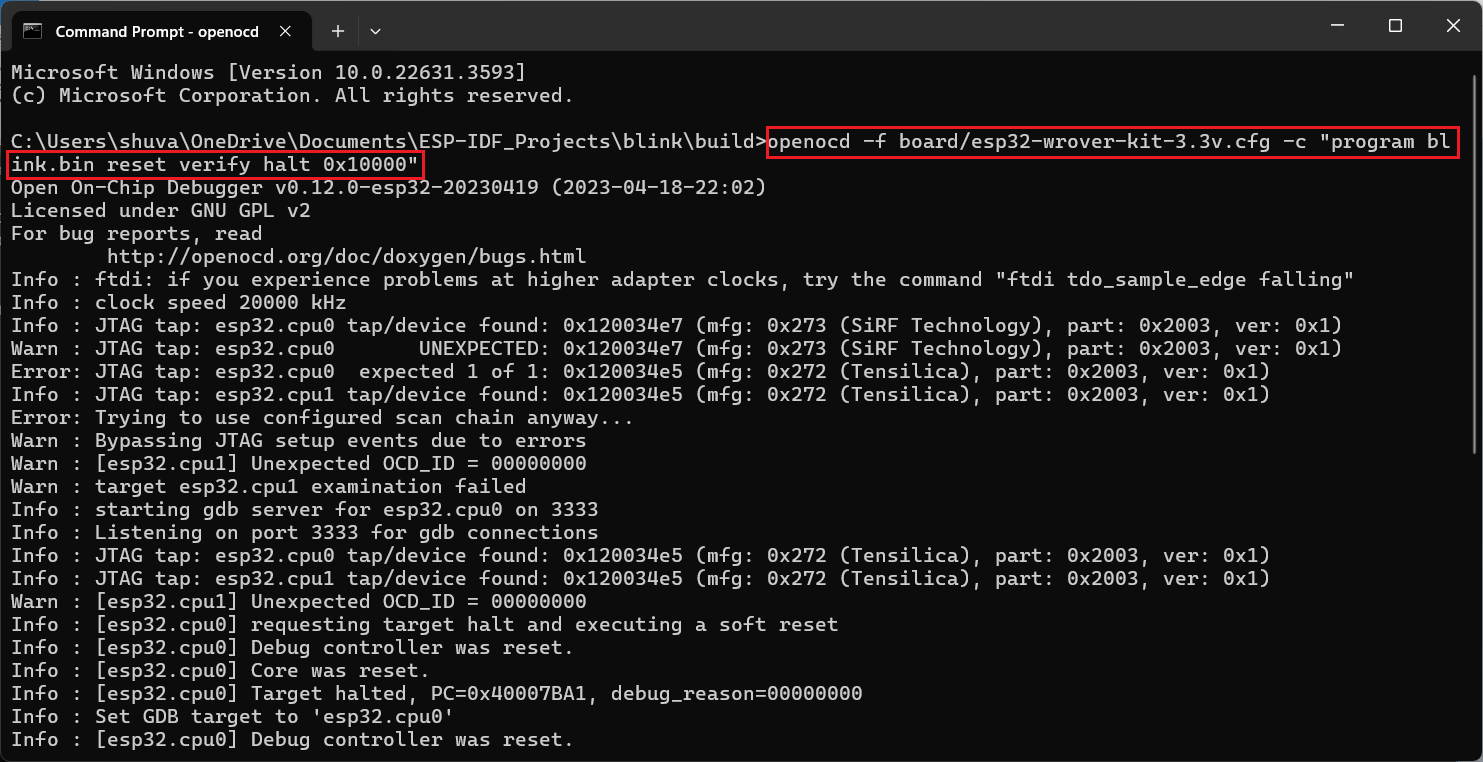 Command Prompt - openocd
Microsoft Windows [Version 10.0.22631.3593]
(c) Microsoft Corporation. All rights reserved.
C:\Users\shuva\OneDrive\Documents\ESP-IDF_Projects\blink\build>openocd -f board/esp32-wrover-kit-3.3v.cfg -c "program bl
ink.bin reset verify halt 0x10000"
Open On-Chip Debugger v0.12.0-esp32-20230419 (2023-04-18-22:02)
Licensed under GNU GPL v2
For bug reports, read
        http://openocd.org/doc/doxygen/bugs.html
Info : ftdi: if you experience problems at higher adapter clocks, try the command "ftdi tdo_sample_edge falling"
Info : clock speed 20000 kHz
Info : JTAG tap: esp32.cpu0 tap/device found: 0x120034e7 (mfg: 0x273 (SiRF Technology), part: 0x2003, ver: 0x1)
Warn : JTAG tap: esp32.cpu0       UNEXPECTED: 0x120034e7 (mfg: 0x273 (SiRF Technology), part: 0x2003, ver: 0x1)
Error: JTAG tap: esp32.cpu0  expected 1 of 1: 0x120034e5 (mfg: 0x272 (Tensilica), part: 0x2003, ver: 0x1)
Info : JTAG tap: esp32.cpu1 tap/device found: 0x120034e5 (mfg: 0x272 (Tensilica), part: 0x2003, ver: 0x1)
Error: Trying to use configured scan chain anyway...
Warn : Bypassing JTAG setup events due to errors
Warn : [esp32.cpu1] Unexpected OCD_ID = 00000000
Warn : target esp32.cpu1 examination failed
Info : starting gdb server for esp32.cpu0 on 3333
Info : Listening on port 3333 for gdb connections
Info : JTAG tap: esp32.cpu0 tap/device found: 0x120034e5 (mfg: 0x272 (Tensilica), part: 0x2003, ver: 0x1)
Info : JTAG tap: esp32.cpu1 tap/device found: 0x120034e5 (mfg: 0x272 (Tensilica), part: 0x2003, ver: 0x1)
Warn : [esp32.cpu1] Unexpected OCD_ID = 00000000
Info : [esp32.cpu0] requesting target halt and executing a soft reset
Info : [esp32.cpu0] Debug controller was reset.
Info : [esp32.cpu0] Core was reset.
Info : [esp32.cpu0] Target halted, PC=0x40007BA1, debug_reason=00000000
Info : Set GDB target to 'esp32.cpu0'
Info : [esp32.cpu0] Debug controller was reset.